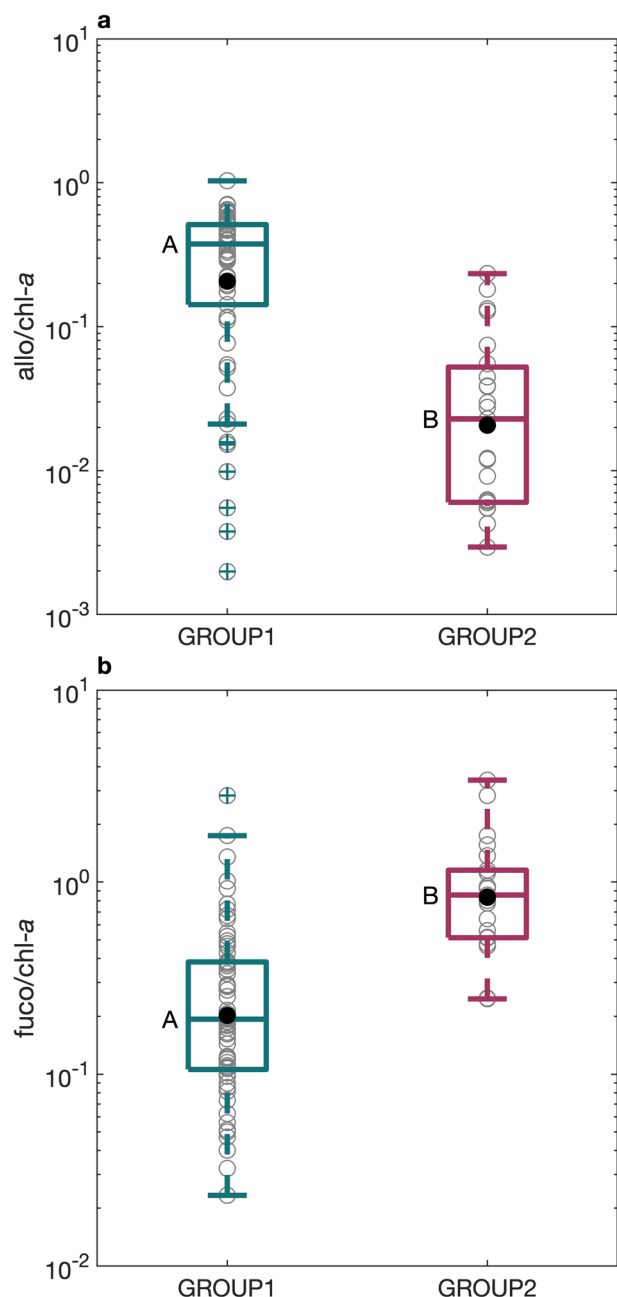 a
10^1
10^0
10^-1
10^-2
10^-3
allo/chl-a
A
B
GROUP1 GROUP2
b
10^1
10^0
10^-1
10^-2
fuco/chl-a
A
B
GROUP1 GROUP2